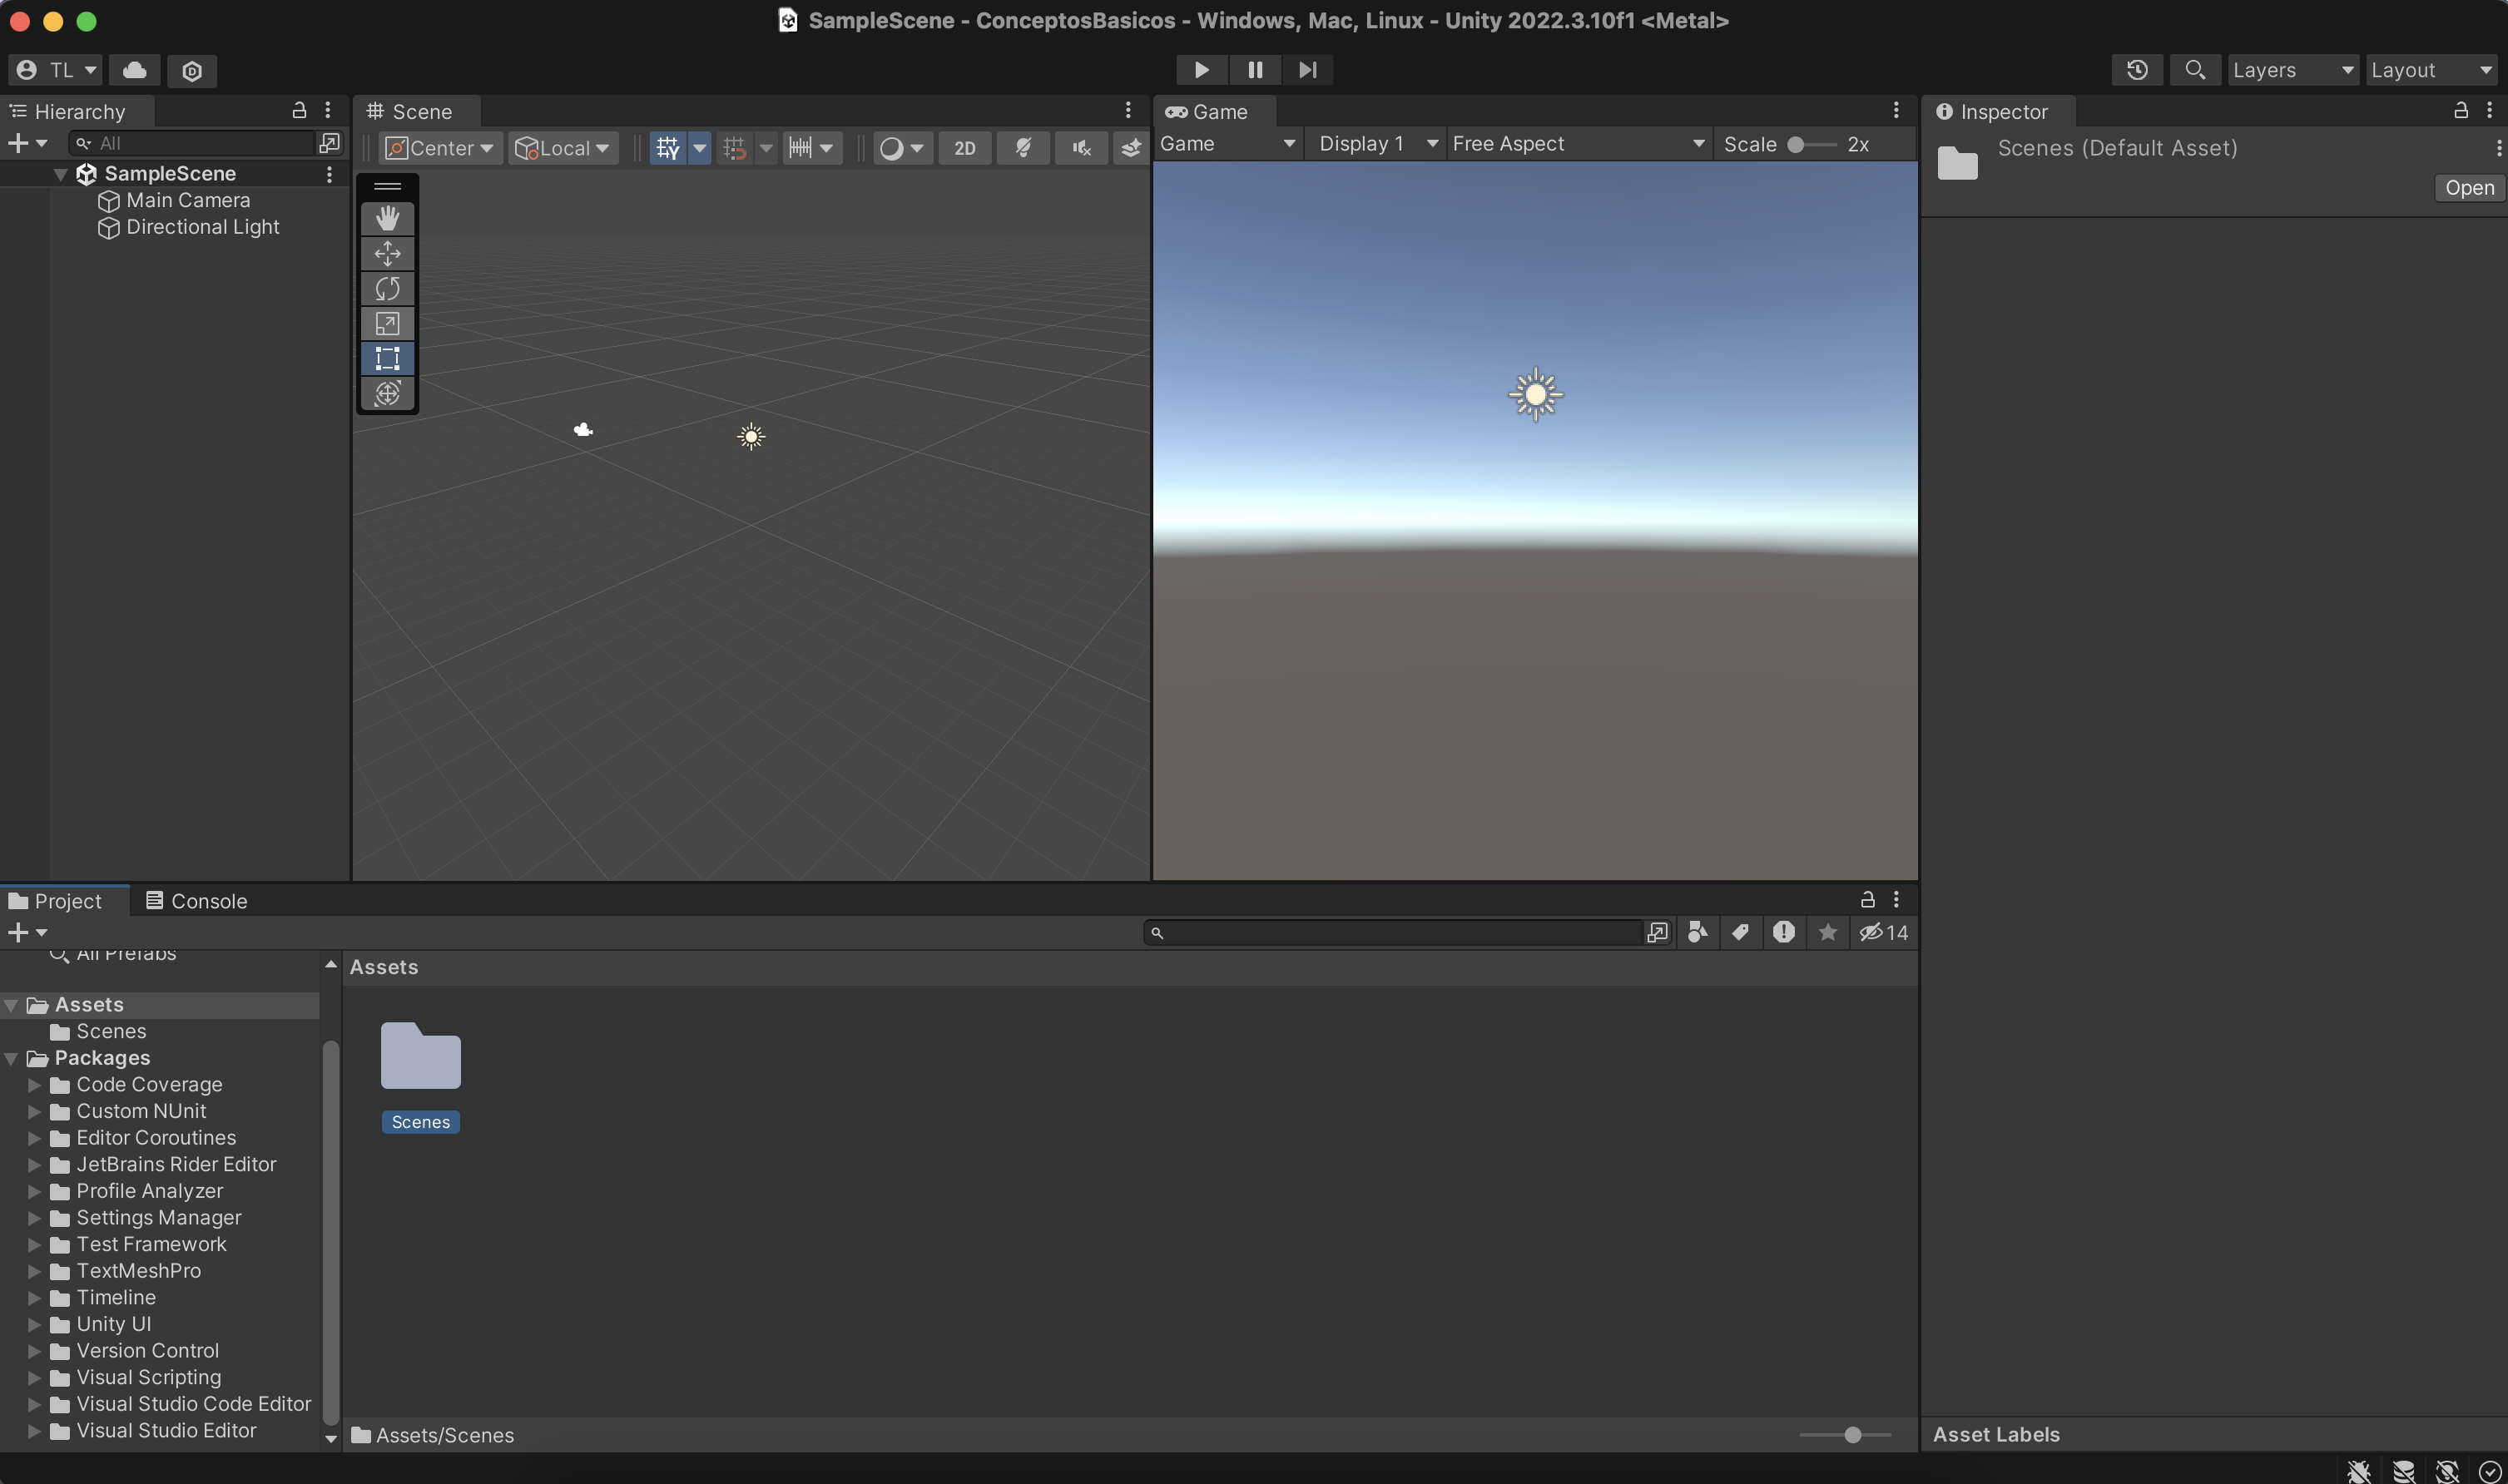 SampleScene - ConceptosBasicos - Windows, Mac, Linux - Unity 2022.3.10f1 <Metal>
TL
Layers
Layout
Hierarchy
All
SampleScene
Main Camera
Directional Light
Scene
Center
Local
2D
Game
Game
Display 1
Free Aspect
Scale
2x
Inspector
Scenes (Default Asset)
Open
Project
Console
14
All Prefabs
Assets
Scenes
Packages
Code Coverage
Custom NUnit
Editor Coroutines
JetBrains Rider Editor
Profile Analyzer
Settings Manager
Test Framework
TextMeshPro
Timeline
Unity UI
Version Control
Visual Scripting
Visual Studio Code Editor
Visual Studio Editor
Assets
Scenes
Assets/Scenes
Asset Labels